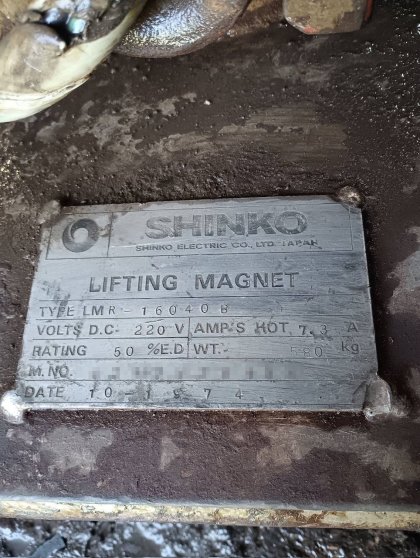 SHINKO
SHINKO ELECTRIC CO., LTD. JAPAN
LIFTING MAGNET
TYPE LMR-16040B
VOLTS D.C- 220 V AMP'S HOT. 7.3 A
RATING 50 %E.D WT.- 580 kg
M.NO.
DATE 10-1974